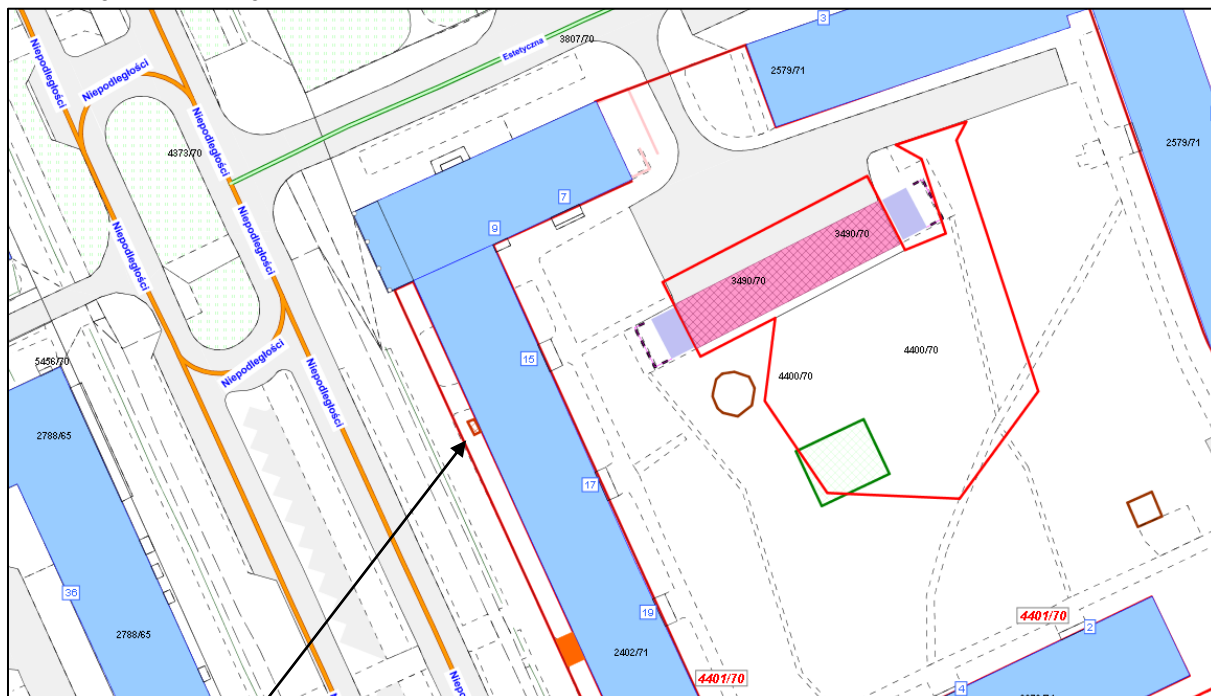 3
Niepodległości
3807/70
Estetyczna
Niepodległości
2579/71
Niepodległości
Niepodległości
4373/70
2579/71
7
Niepodległości
9
3490/70
Niepodległości
Niepodległości
3490/70
15
4400/70
5456/70
Niepodległości
Niepodległości
4400/70
2788/65
17
36
19
4401/70
2
2788/65
2402/71
4401/70
4